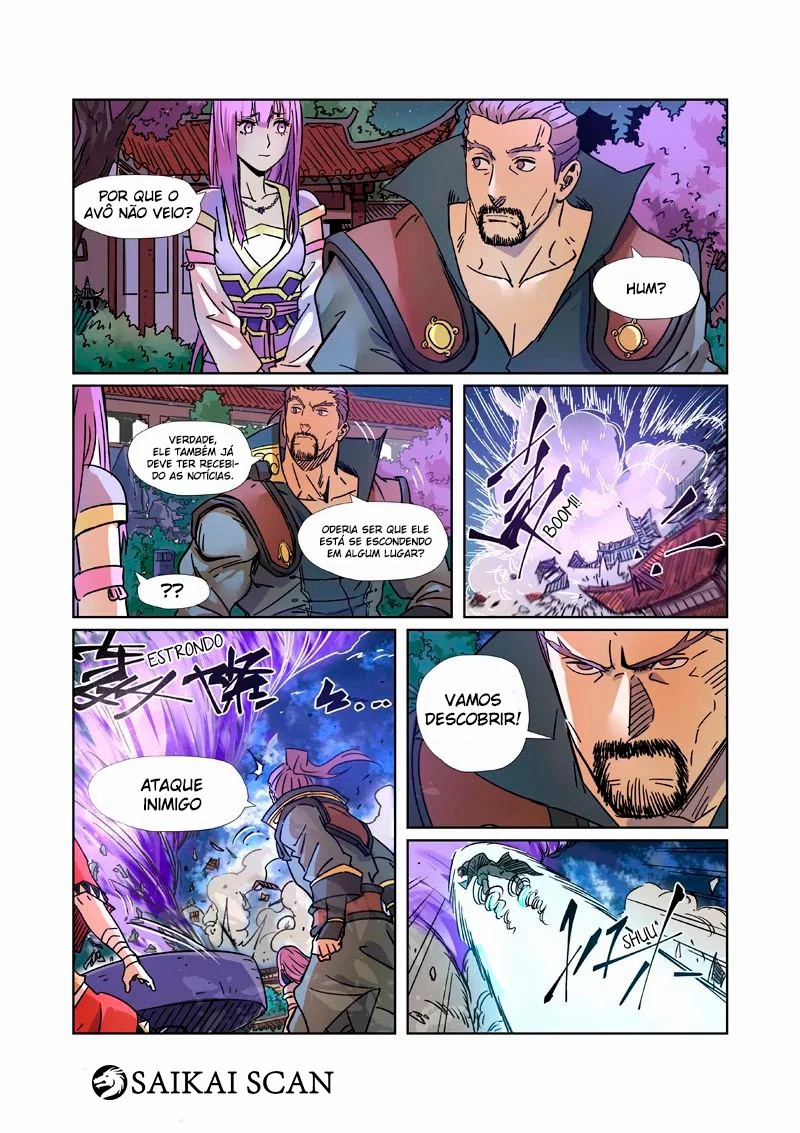 POR QUE O
AVÔ NÃO VEIO?
HUM?
VERDADE,
ELE TAMBÉM JÁ
DEVE TER RECEBI-
DO AS NOTÍCIAS.
ODERIA SER QUE ELE
ESTÁ SE ESCONDENDO
EM ALGUM LUGAR?
??
BOOM!!
ESTRONDO
ATAQUE
INIMIGO
VAMOS
DESCOBRIR!
SHUU
SAIKAI SCAN